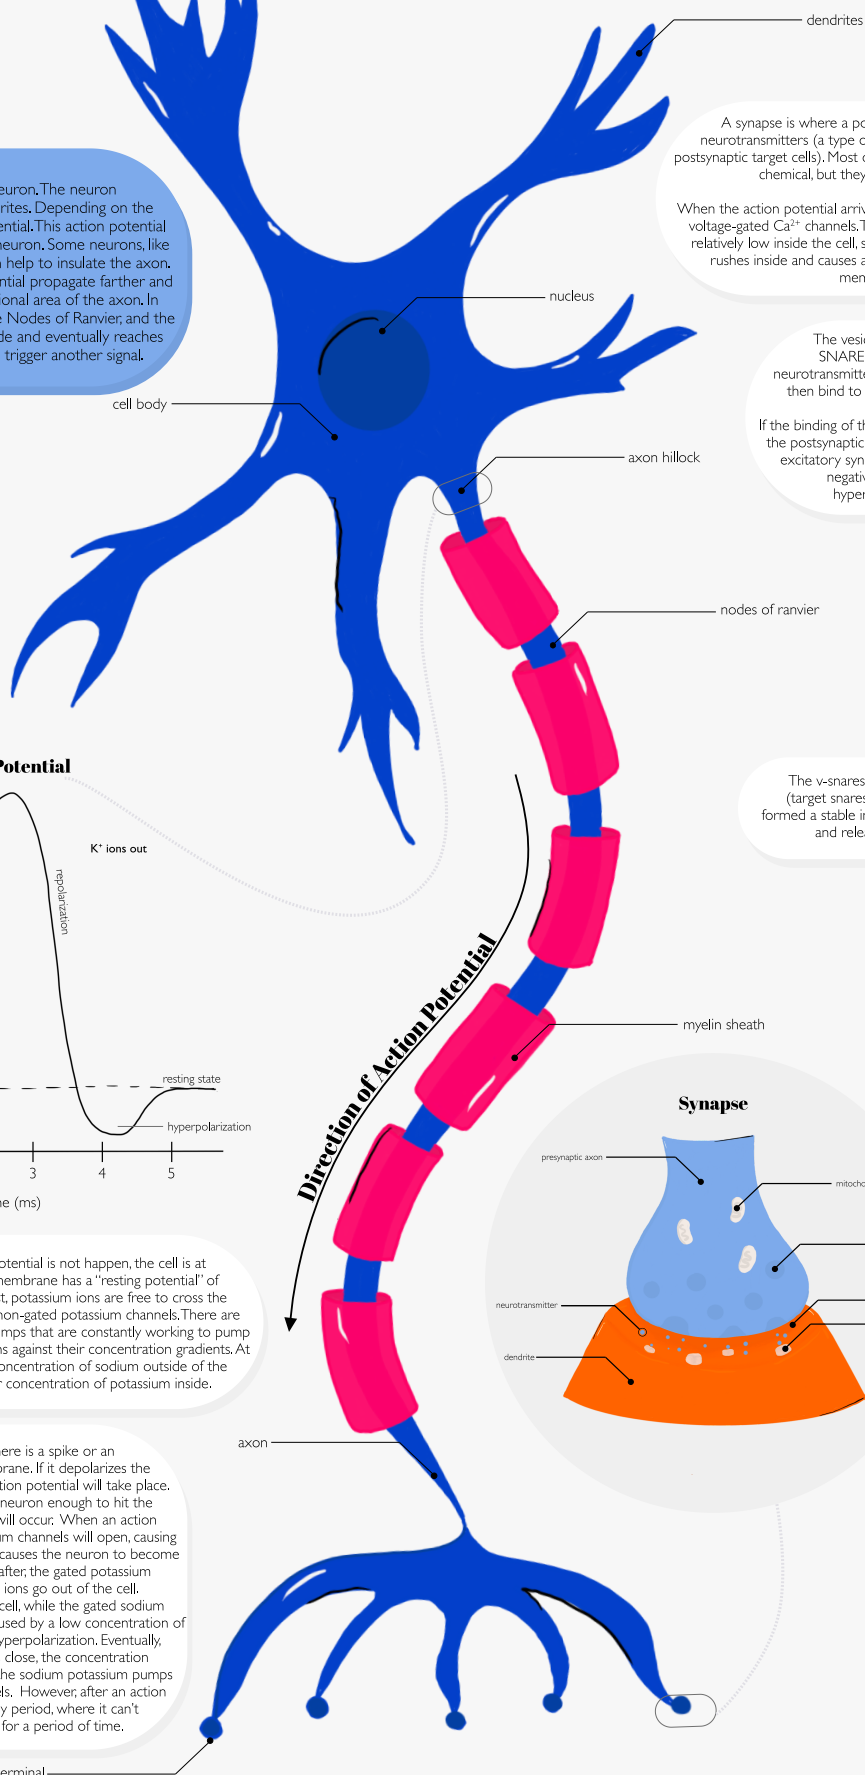 dendrites
A synapse is where a po
neurotransmitters (a type o
postsynaptic target cells). Most o
chemical, but they
When the action potential arriv
voltage-gated Ca²⁺ channels. T
relatively low inside the cell, s
rushes inside and causes a
mem
euron. The neuron
rites. Depending on the
ential. This action potential
neuron. Some neurons, like
n help to insulate the axon.
ntial propagate farther and
ional area of the axon. In
e Nodes of Ranvier, and the
de and eventually reaches
trigger another signal.
nucleus
The vesic
SNARE
neurotransmitte
then bind to
If the binding of th
the postsynaptic
excitatory syn
negativ
hyper
cell body
axon hillock
nodes of ranvier
Potential
K⁺ ions out
repolarization
The v-snares
(target snares
formed a stable in
and relea
Direction of Action Potential
myelin sheath
resting state
hyperpolarization
3 4 5
e (ms)
Synapse
presynaptic axon
mitocho
neurotransmitter
dendrite
otential is not happen, the cell is at
membrane has a “resting potential” of
t, potassium ions are free to cross the
non-gated potassium channels. There are
mps that are constantly working to pump
ns against their concentration gradients. At
oncentration of sodium outside of the
r concentration of potassium inside.
here is a spike or an
brane. If it depolarizes the
tion potential will take place.
neuron enough to hit the
will occur. When an action
um channels will open, causing
causes the neuron to become
after, the gated potassium
ions go out of the cell.
cell, while the gated sodium
used by a low concentration of
yperpolarization. Eventually,
close, the concentration
he sodium potassium pumps
els. However, after an action
y period, where it can’t
for a period of time.
axon
erminal